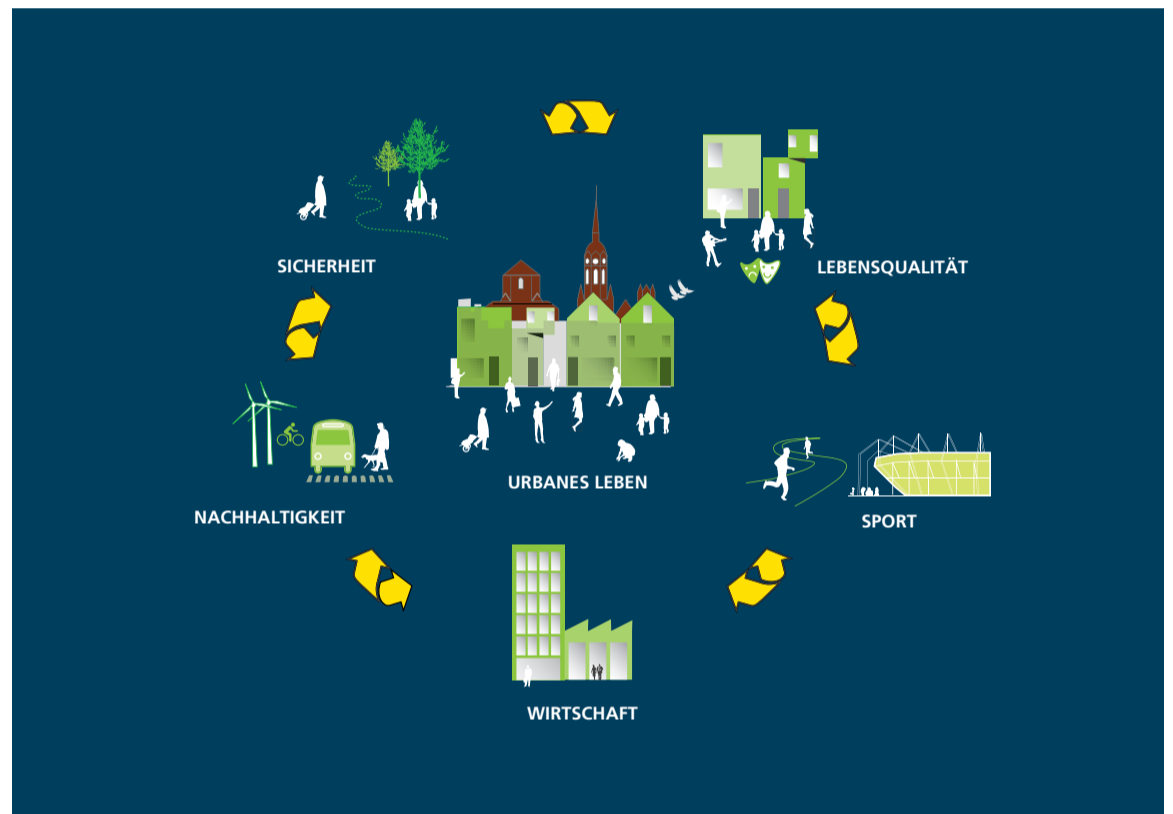 SICHERHEIT
LEBENSQUALITÄT
URBANES LEBEN
NACHHALTIGKEIT
SPORT
WIRTSCHAFT